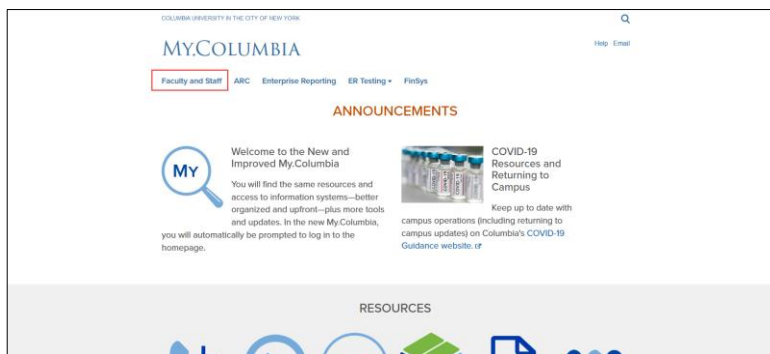 COLUMBIA UNIVERSITY IN THE CITY OF NEW YORK
MY.COLUMBIA
Help Email
Faculty and Staff ARC Enterprise Reporting ER Testing FinSys
ANNOUNCEMENTS
MY
Welcome to the New and
Improved My.Columbia
You will find the same resources and
access to information systems—better
organized and upfront—plus more tools
and updates. In the new My.Columbia,
you will automatically be prompted to log in to the
homepage.
COVID-19
Resources and
Returning to
Campus
Keep up to date with
campus operations (including returning to
campus updates) on Columbia's COVID-19
Guidance website.
RESOURCES